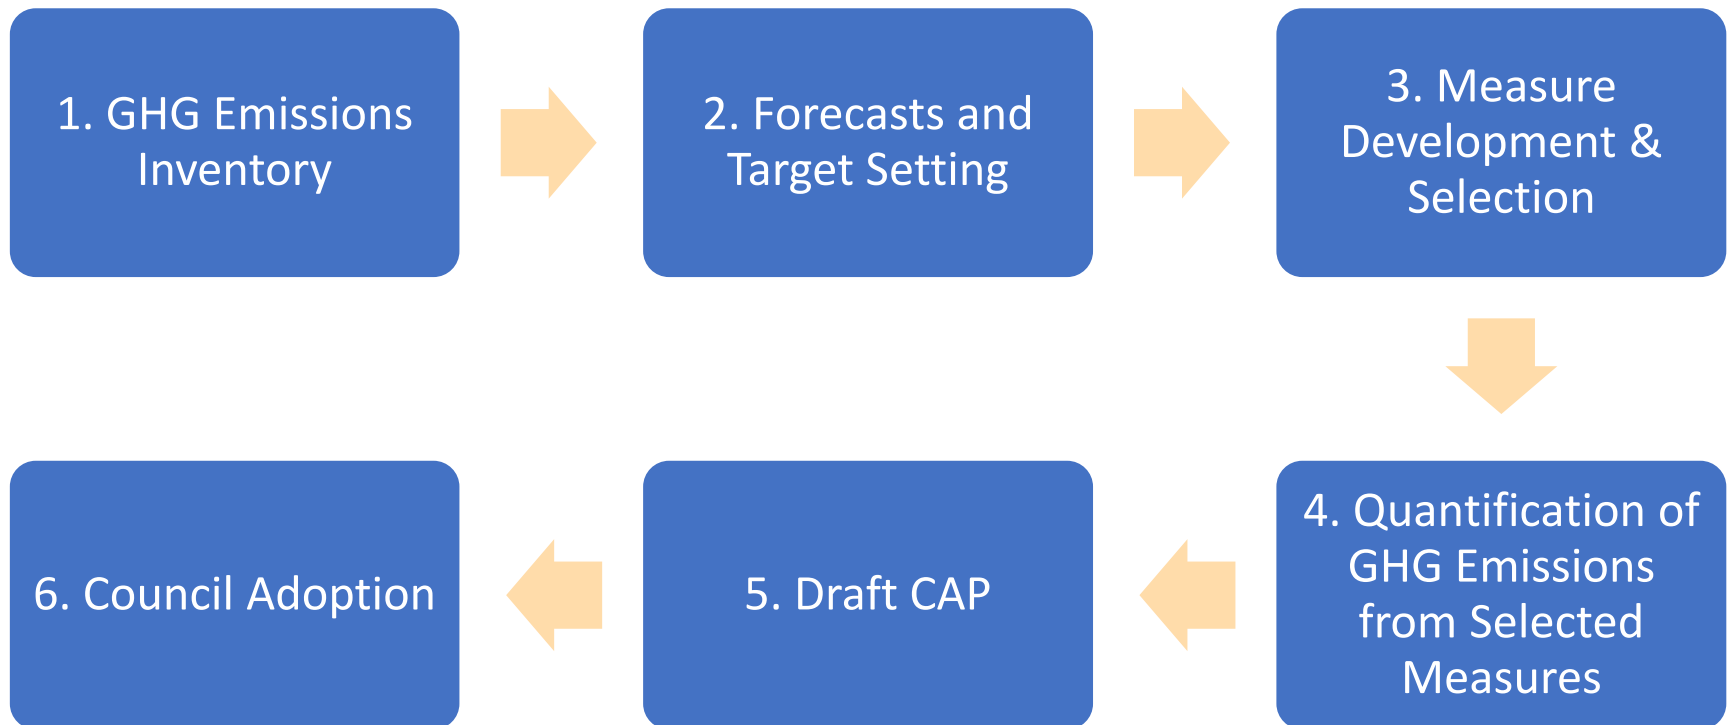 1. GHG Emissions
Inventory
2. Forecasts and
Target Setting
3. Measure
Development &
Selection
4. Quantification of
GHG Emissions
from Selected
Measures
5. Draft CAP
6. Council Adoption